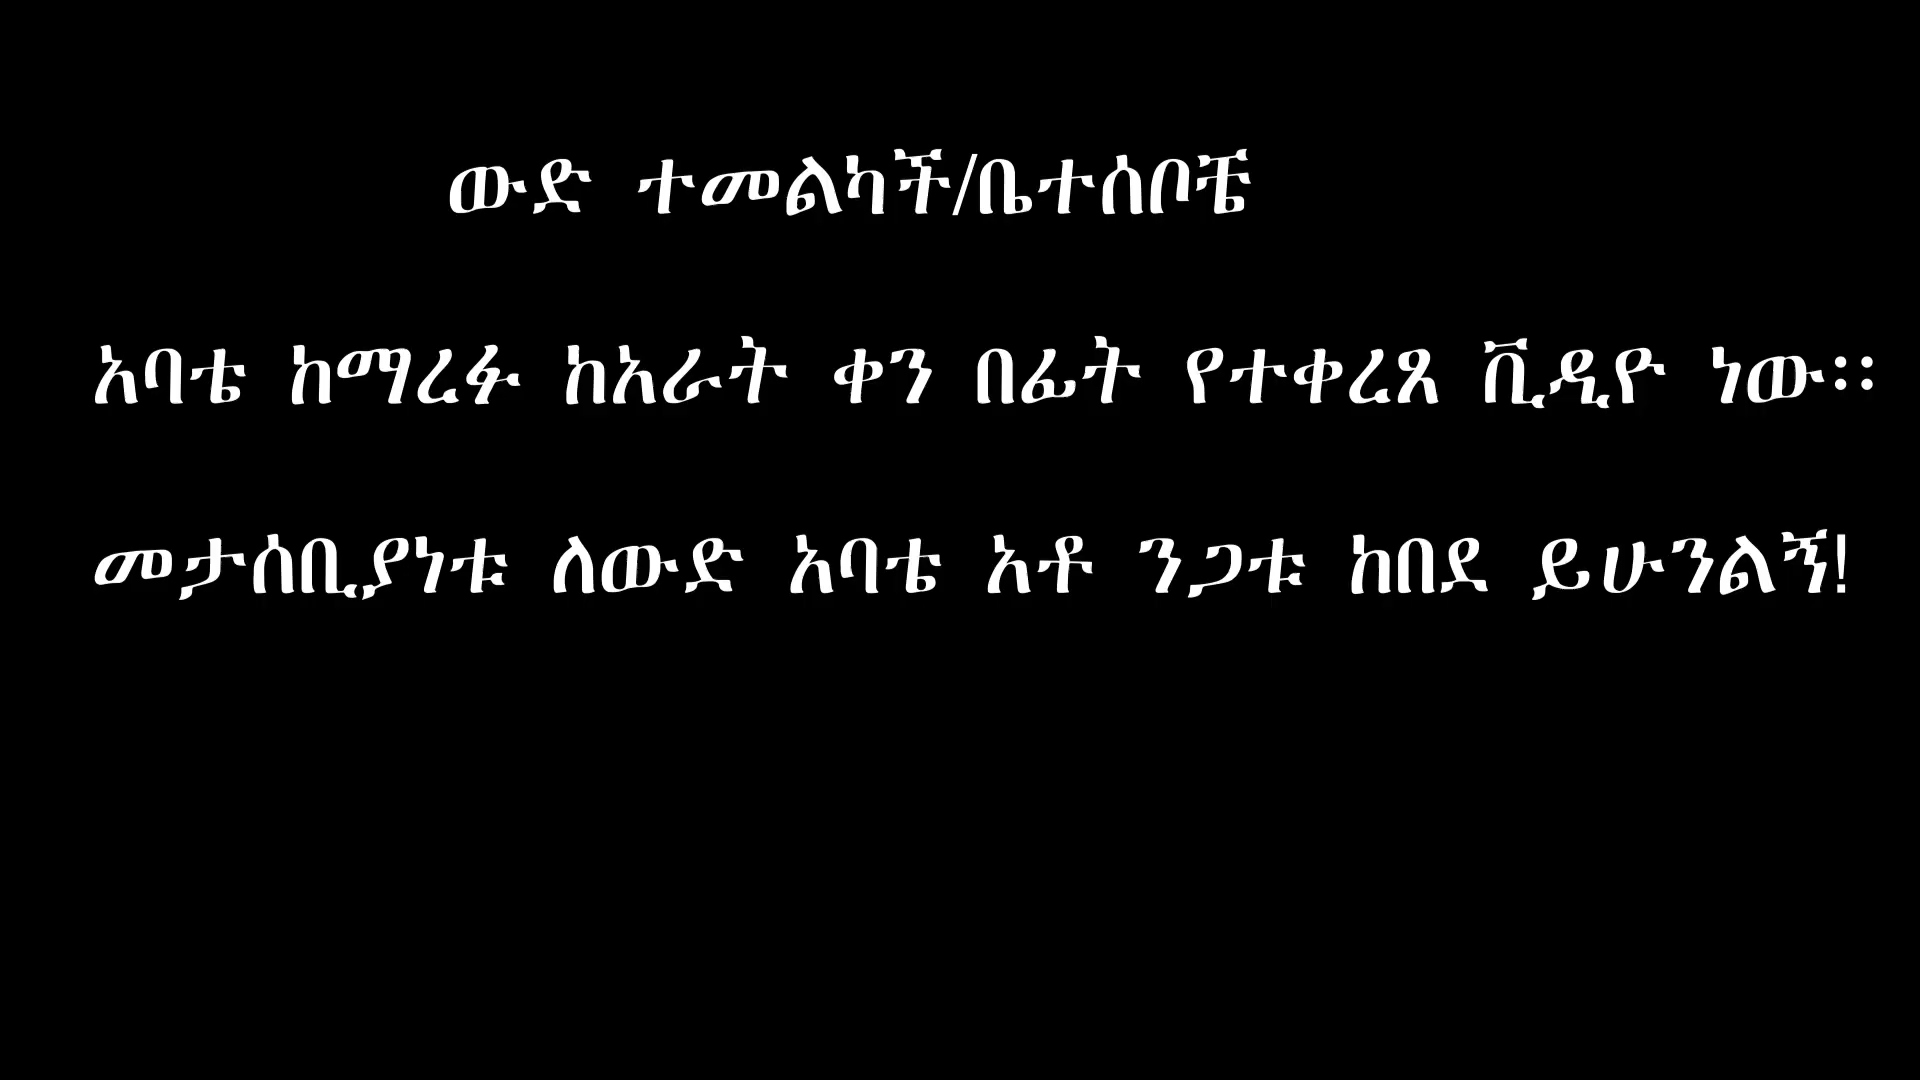 ውድ ተመልካች/ቤተሰቦቼ
አባቴ ከማረፉ ከአራት ቀን በፊት የተቀረጸ ቪዲዮ ነው፡፡
መታሰቢያነቱ ለውድ አባቴ አቶ ንጋቱ ከበደ ይሁንልኝ!